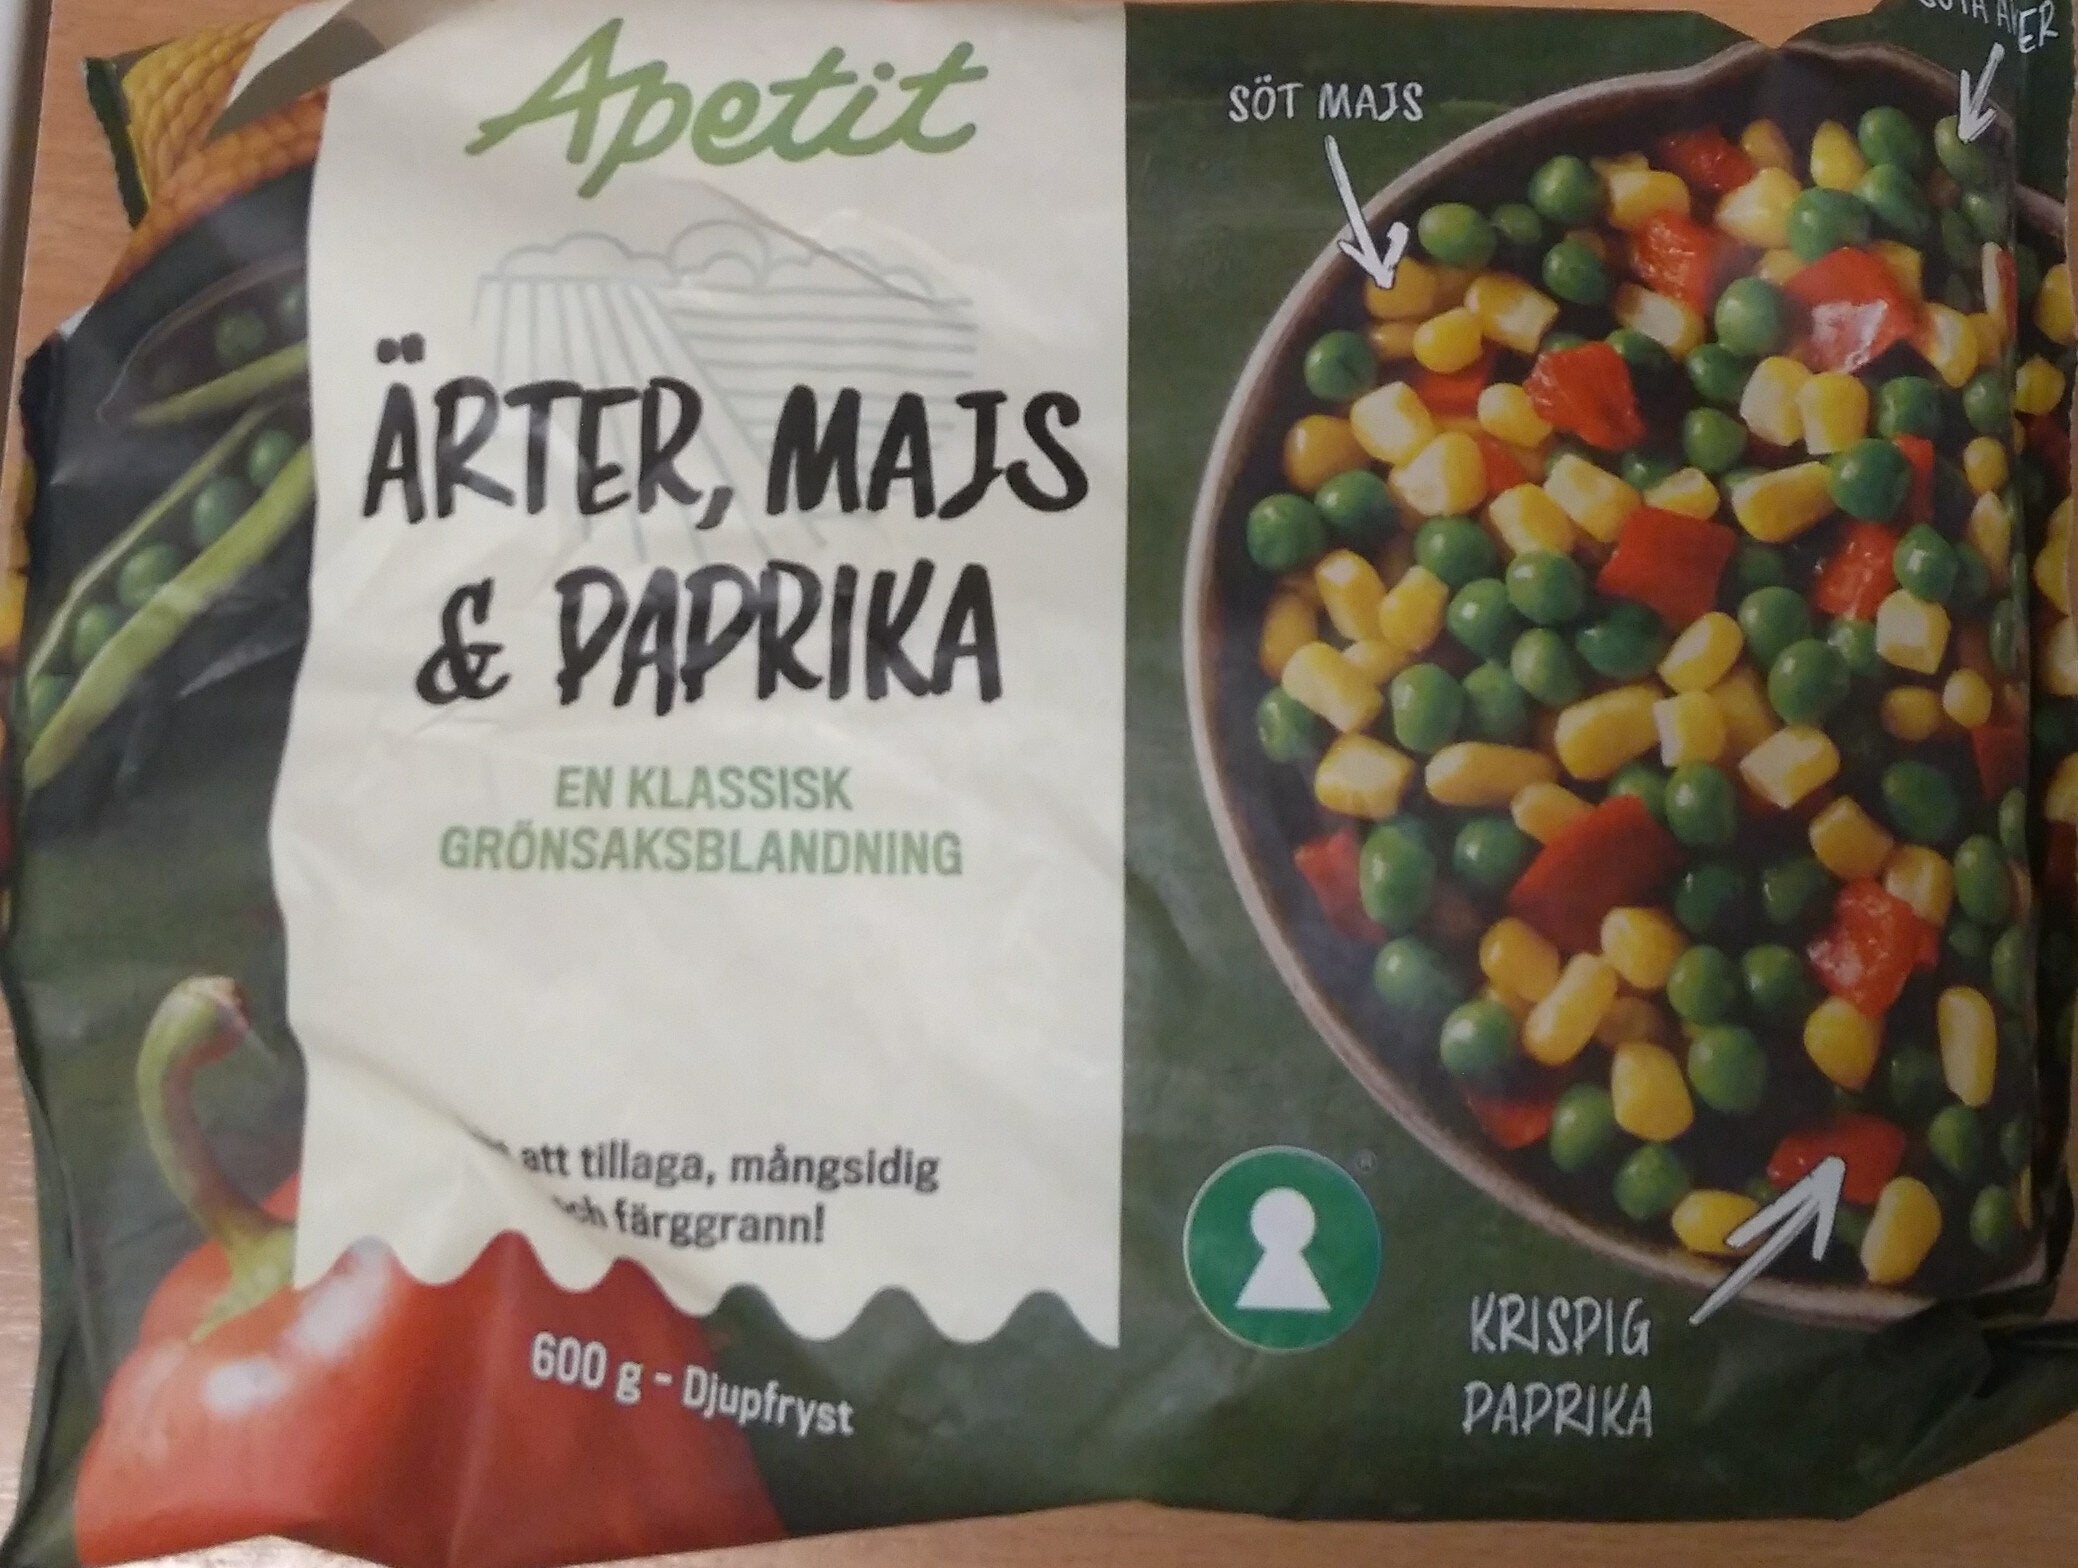 Apetit
ÄRTER, MAJS
& PAPRIKA
EN KLASSISK
GRÖNSAKSBLANDNING
att tillaga, mångsidig
färggrann!
600 g - Djupfryst
SÖT MAJS
KRISPIG
PAPRIKA